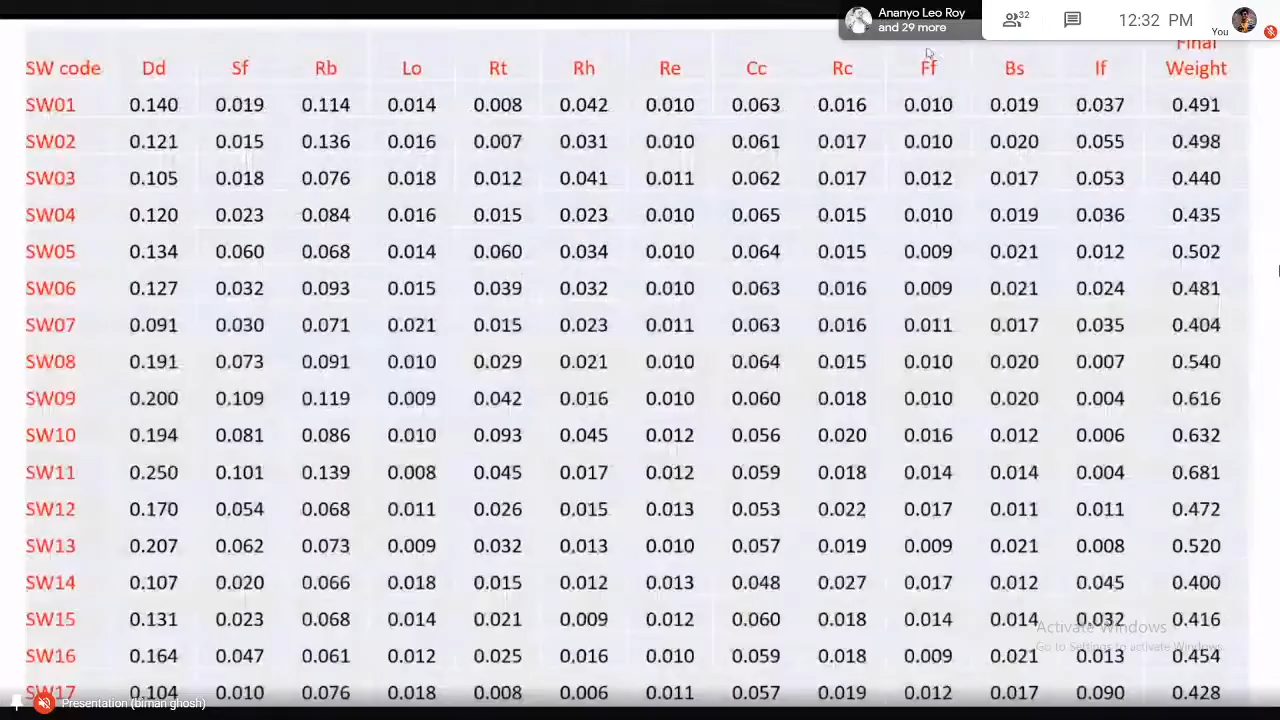 Ananyo Leo Roy
and 29 more
32
12:32 PM
You
SW code Dd Sf Rb Lo Rt Rh Re Cc Rc Ff Bs If Final Weight
SW01 0.140 0.019 0.114 0.014 0.008 0.042 0.010 0.063 0.016 0.010 0.019 0.037 0.491
SW02 0.121 0.015 0.136 0.016 0.007 0.031 0.010 0.061 0.017 0.010 0.020 0.055 0.498
SW03 0.105 0.018 0.076 0.018 0.012 0.041 0.011 0.062 0.017 0.012 0.017 0.053 0.440
SW04 0.120 0.023 0.084 0.016 0.015 0.023 0.010 0.065 0.015 0.010 0.019 0.036 0.435
SW05 0.134 0.060 0.068 0.014 0.060 0.034 0.010 0.064 0.015 0.009 0.021 0.012 0.502
SW06 0.127 0.032 0.093 0.015 0.039 0.032 0.010 0.063 0.016 0.009 0.021 0.024 0.481
SW07 0.091 0.030 0.071 0.021 0.015 0.023 0.011 0.063 0.016 0.011 0.017 0.035 0.404
SW08 0.191 0.073 0.091 0.010 0.029 0.021 0.010 0.064 0.015 0.010 0.020 0.007 0.540
SW09 0.200 0.109 0.119 0.009 0.042 0.016 0.010 0.060 0.018 0.010 0.020 0.004 0.616
SW10 0.194 0.081 0.086 0.010 0.093 0.045 0.012 0.056 0.020 0.016 0.012 0.006 0.632
SW11 0.250 0.101 0.139 0.008 0.045 0.017 0.012 0.059 0.018 0.014 0.014 0.004 0.681
SW12 0.170 0.054 0.068 0.011 0.026 0.015 0.013 0.053 0.022 0.017 0.011 0.011 0.472
SW13 0.207 0.062 0.073 0.009 0.032 0.013 0.010 0.057 0.019 0.009 0.021 0.008 0.520
SW14 0.107 0.020 0.066 0.018 0.015 0.012 0.013 0.048 0.027 0.017 0.012 0.045 0.400
SW15 0.131 0.023 0.068 0.014 0.021 0.009 0.012 0.060 0.018 0.014 0.014 0.032 0.416
Activate Windows
Go to Settings to activate Windows.
SW16 0.164 0.047 0.061 0.012 0.025 0.016 0.010 0.059 0.018 0.009 0.021 0.013 0.454
SW17 0.104 0.010 0.076 0.018 0.008 0.006 0.011 0.057 0.019 0.012 0.017 0.090 0.428
Presentation (biman ghosh)